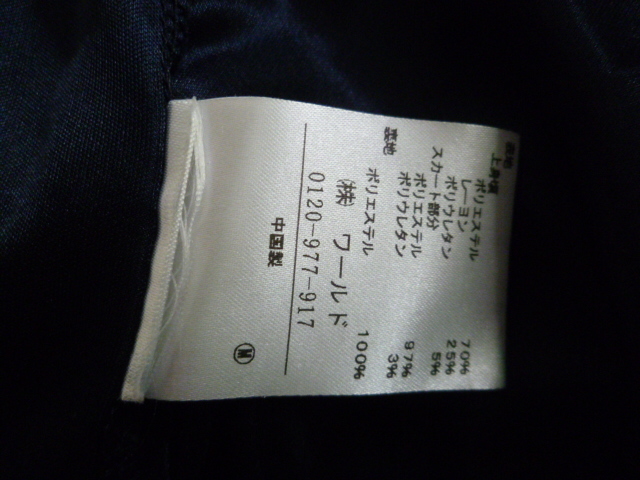 表地
上身頃
ポリエステル 70%
レーヨン 25%
ポリウレタン 5%
スカート部分
ポリエステル 97%
ポリウレタン 3%
裏地
ポリエステル 100%
(株) ワールド
0120-977-917
中国製
M